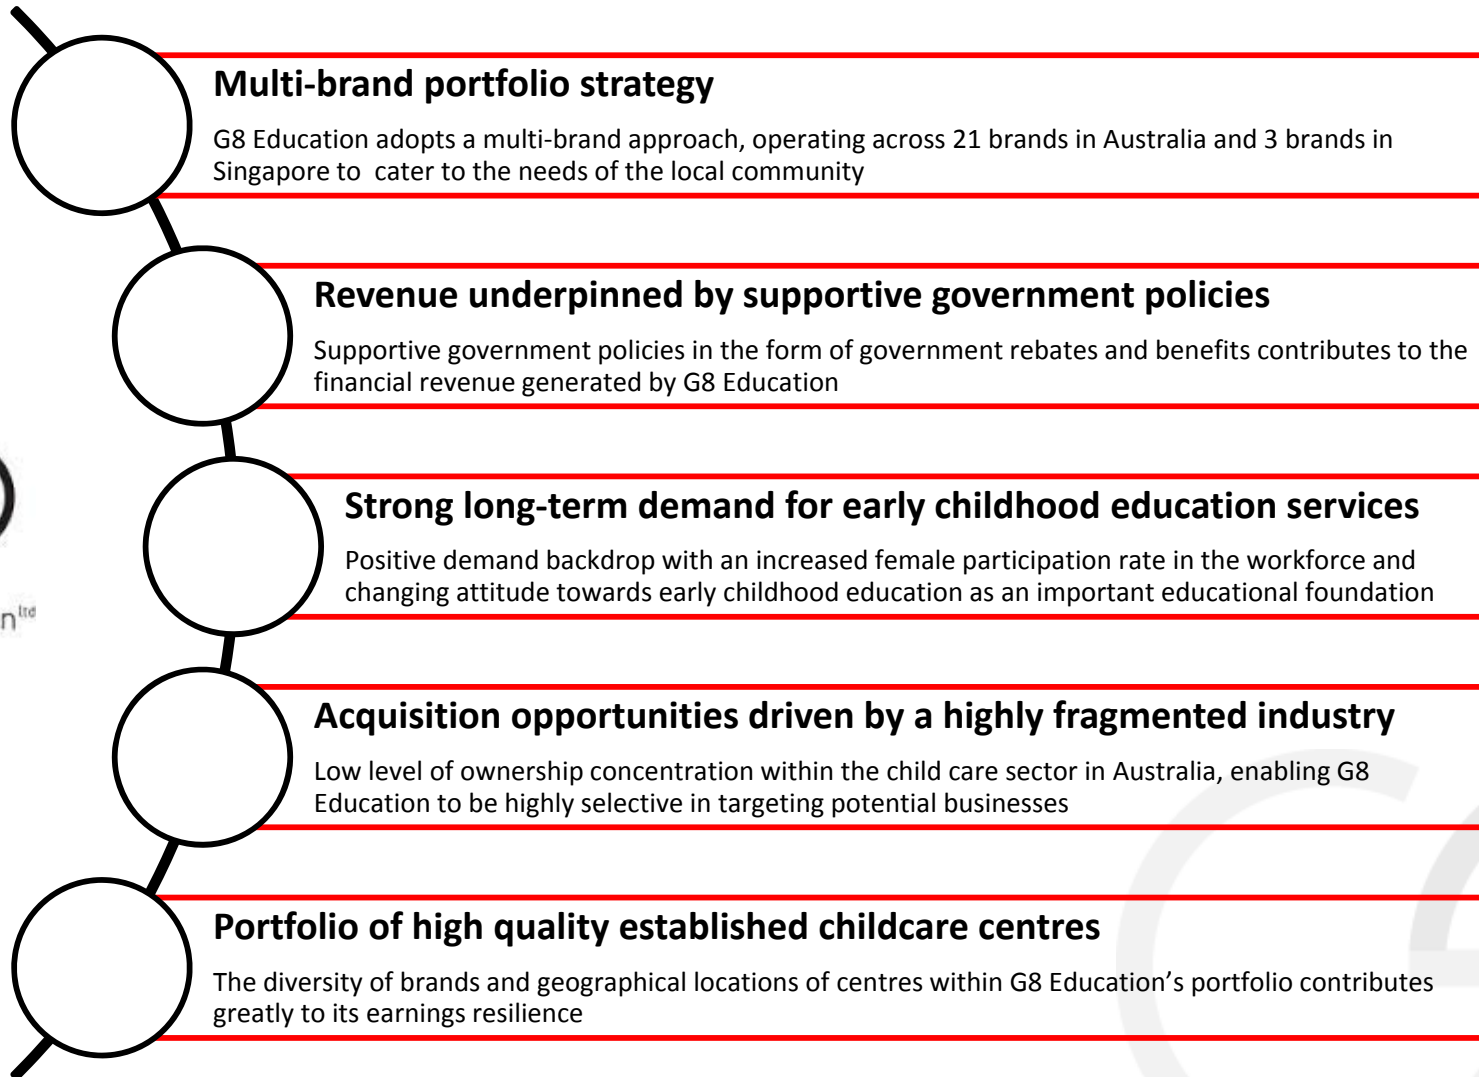 Multi-brand portfolio strategy
G8 Education adopts a multi-brand approach, operating across 21 brands in Australia and 3 brands in
Singapore to  cater to the needs of the local community
Revenue underpinned by supportive government policies
Supportive government policies in the form of government rebates and benefits contributes to the
financial revenue generated by G8 Education
Strong long-term demand for early childhood education services
Positive demand backdrop with an increased female participation rate in the workforce and
changing attitude towards early childhood education as an important educational foundation
n ltd
Acquisition opportunities driven by a highly fragmented industry
Low level of ownership concentration within the child care sector in Australia, enabling G8
Education to be highly selective in targeting potential businesses
Portfolio of high quality established childcare centres
The diversity of brands and geographical locations of centres within G8 Education’s portfolio contributes
greatly to its earnings resilience